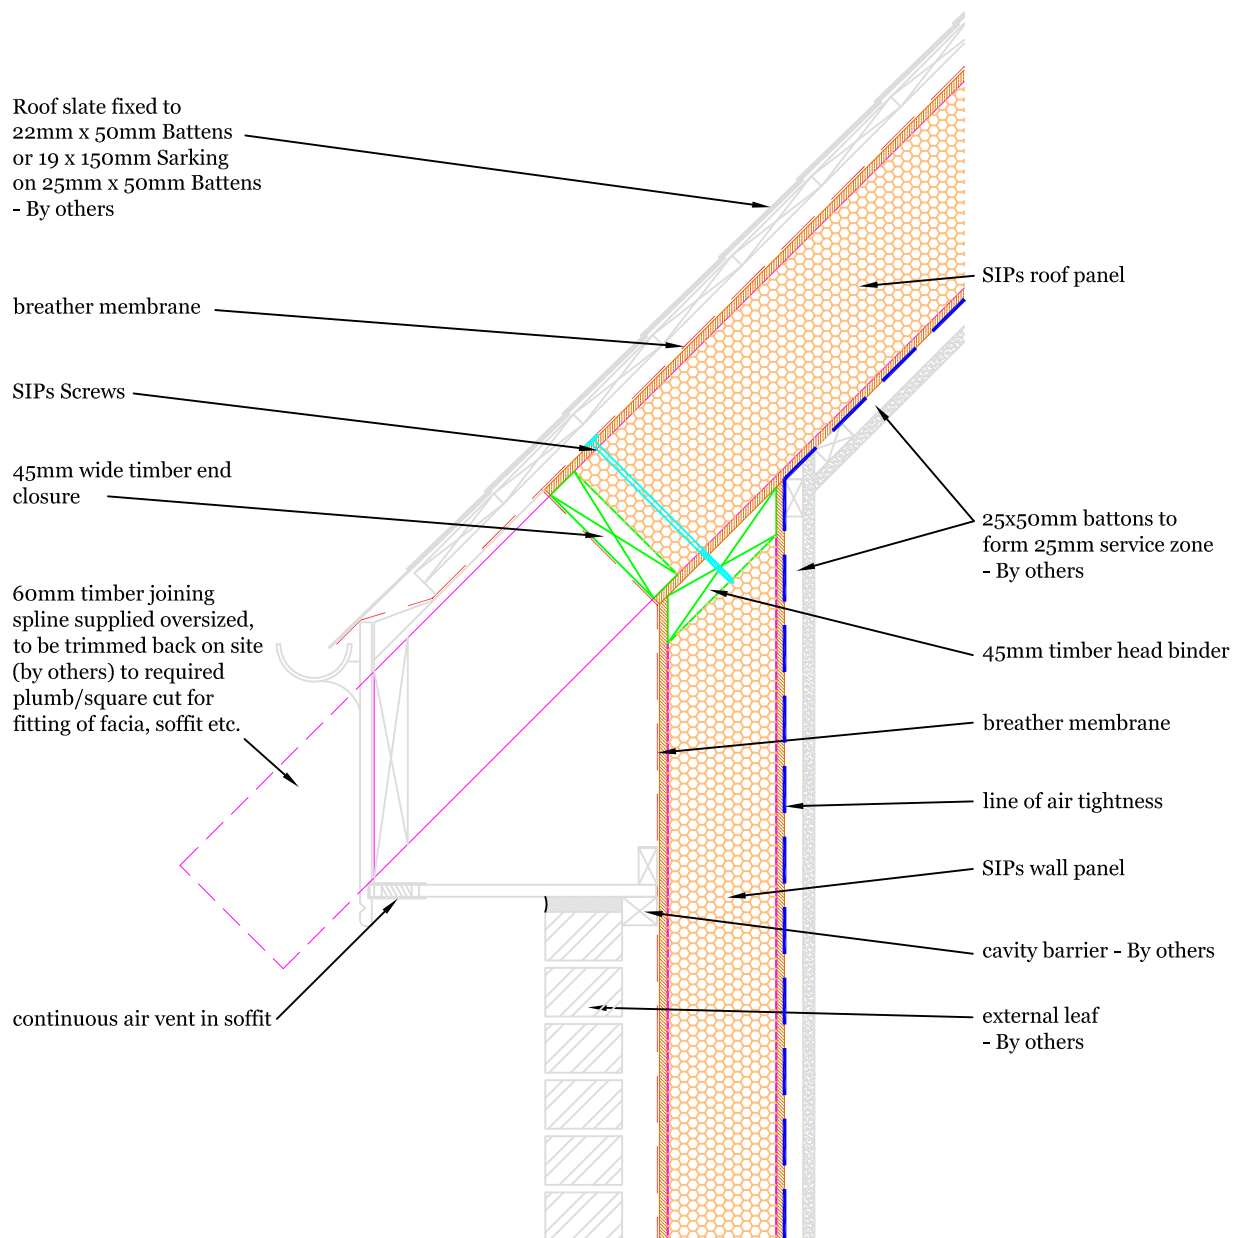 Roof slate fixed to
22mm x 50mm Battens
or 19 x 150mm Sarking
on 25mm x 50mm Battens
- By others
breather membrane
SIPs Screws
45mm wide timber end
closure
60mm timber joining
spline supplied oversized,
to be trimmed back on site
(by others) to required
plumb/square cut for
fitting of facia, soffit etc.
continuous air vent in soffit
SIPs roof panel
25x50mm battons to
form 25mm service zone
- By others
45mm timber head binder
breather membrane
line of air tightness
SIPs wall panel
cavity barrier - By others
external leaf
- By others